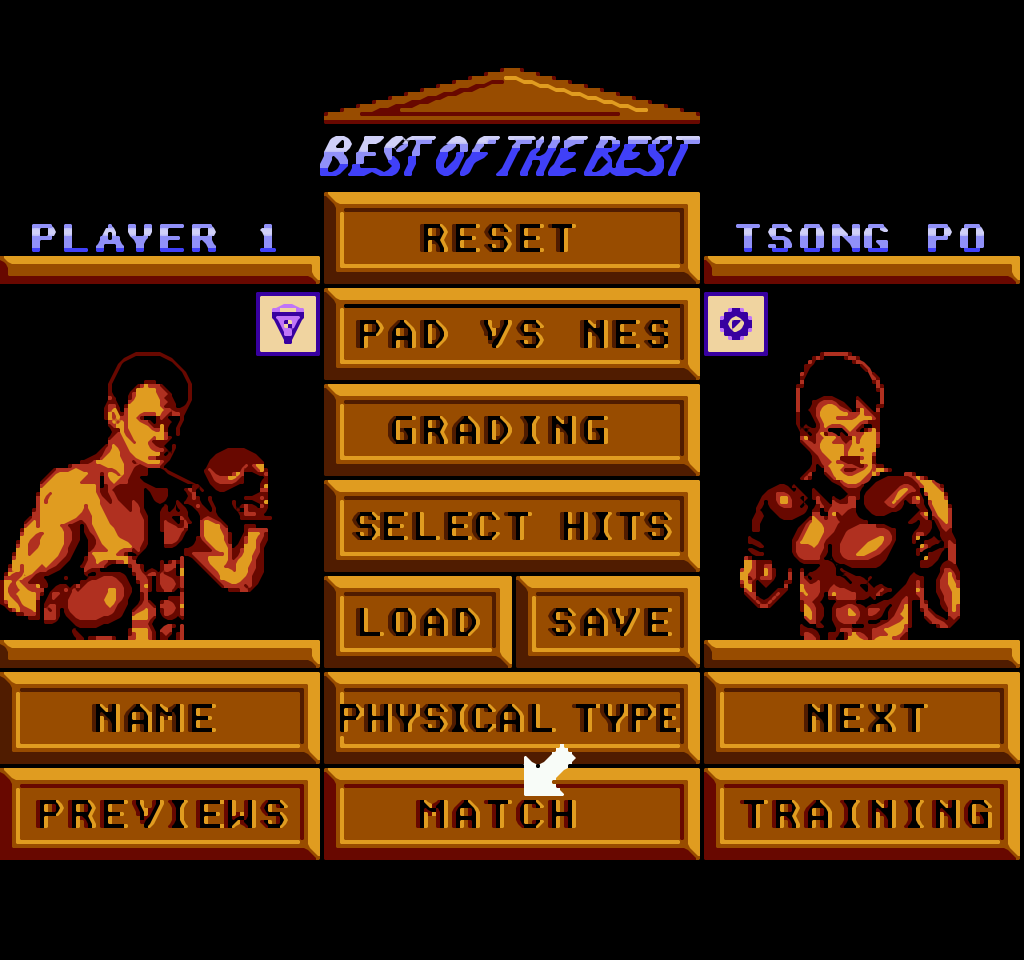 BEST OF THE BEST
PLAYER 1
TSONG PO
RESET
PAD VS NES
GRADING
SELECT HITS
LOAD
SAVE
NAME
PHYSICAL TYPE
NEXT
PREVIEWS
MATCH
TRAINING